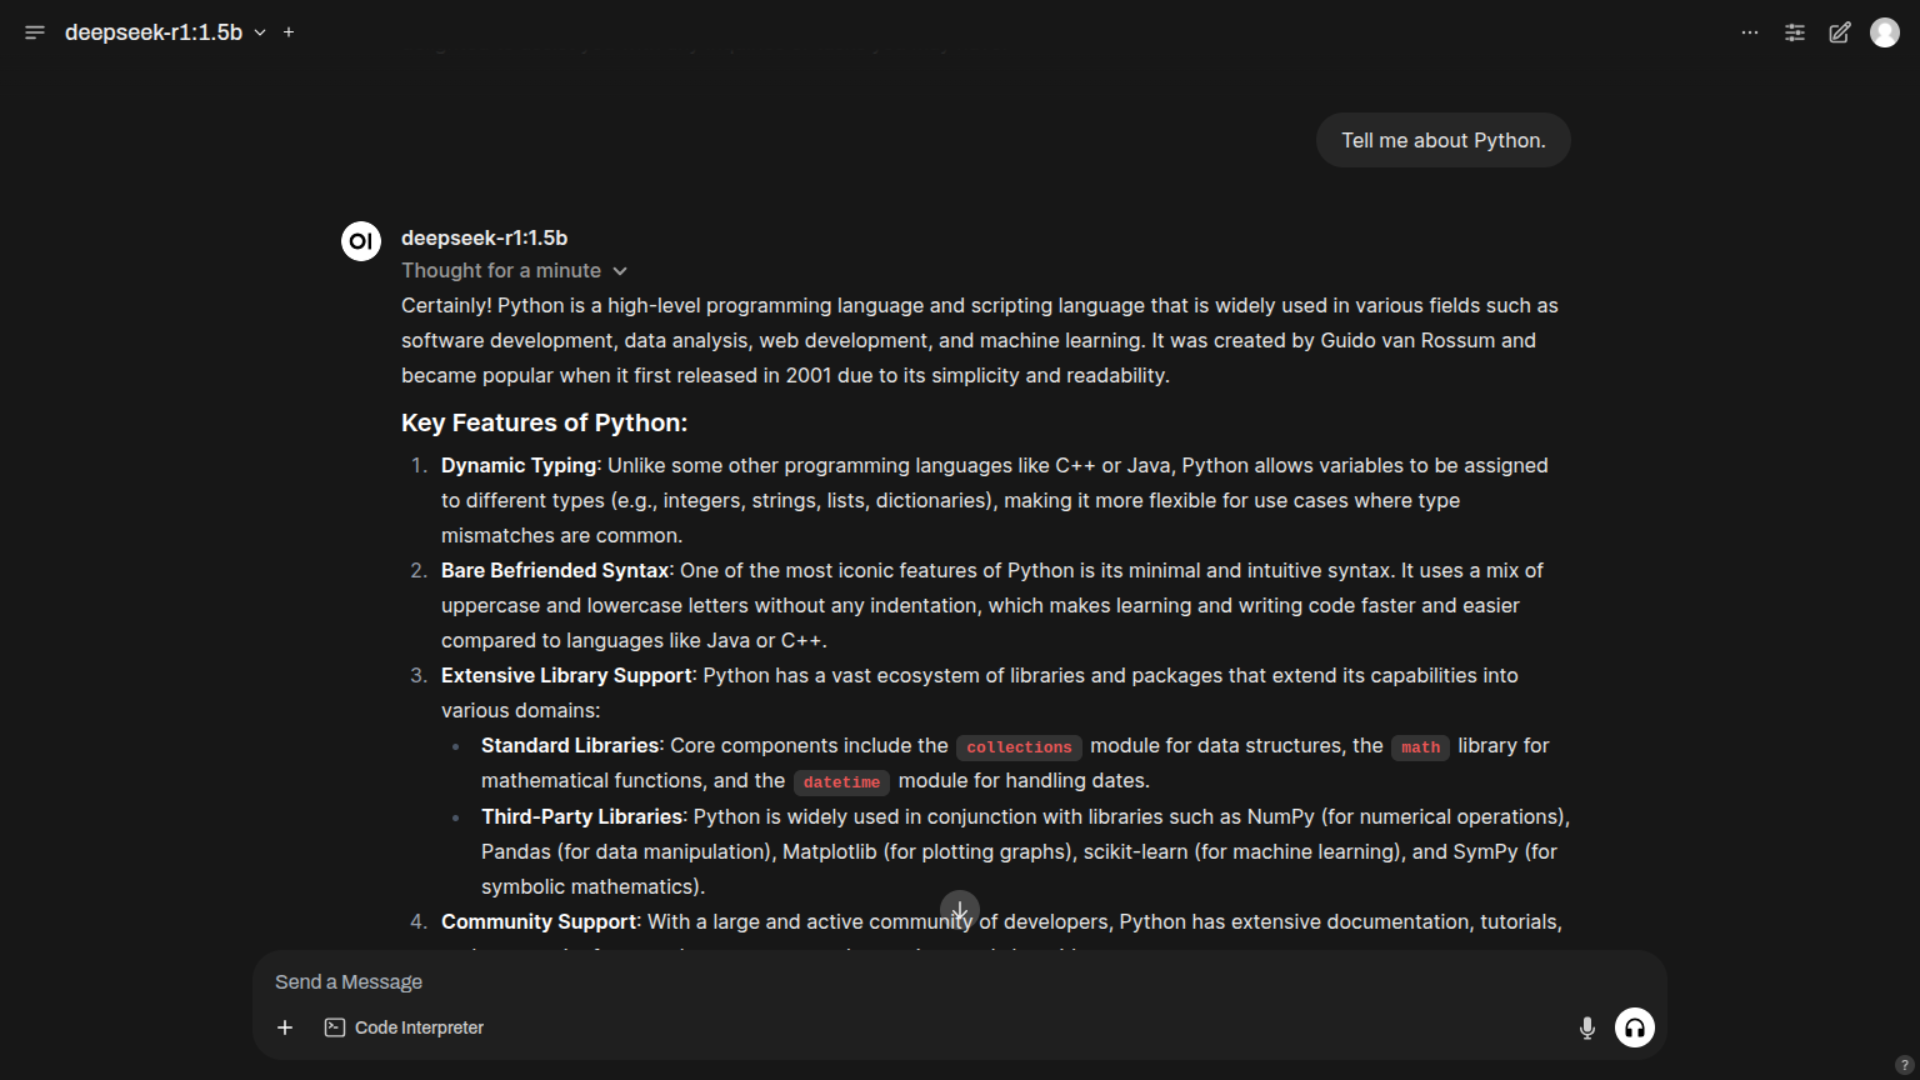 deepseek-r1:1.5b
Tell me about Python.
OI
deepseek-r1:1.5b
Thought for a minute
Certainly! Python is a high-level programming language and scripting language that is widely used in various fields such as
software development, data analysis, web development, and machine learning. It was created by Guido van Rossum and
became popular when it first released in 2001 due to its simplicity and readability.
Key Features of Python:
1. Dynamic Typing: Unlike some other programming languages like C++ or Java, Python allows variables to be assigned
to different types (e.g., integers, strings, lists, dictionaries), making it more flexible for use cases where type
mismatches are common.
2. Bare Befriended Syntax: One of the most iconic features of Python is its minimal and intuitive syntax. It uses a mix of
uppercase and lowercase letters without any indentation, which makes learning and writing code faster and easier
compared to languages like Java or C++.
3. Extensive Library Support: Python has a vast ecosystem of libraries and packages that extend its capabilities into
various domains:
• Standard Libraries: Core components include the collections module for data structures, the math library for
mathematical functions, and the datetime module for handling dates.
• Third-Party Libraries: Python is widely used in conjunction with libraries such as NumPy (for numerical operations),
Pandas (for data manipulation), Matplotlib (for plotting graphs), scikit-learn (for machine learning), and SymPy (for
symbolic mathematics).
4. Community Support: With a large and active community of developers, Python has extensive documentation, tutorials,
Send a Message
Code Interpreter
?